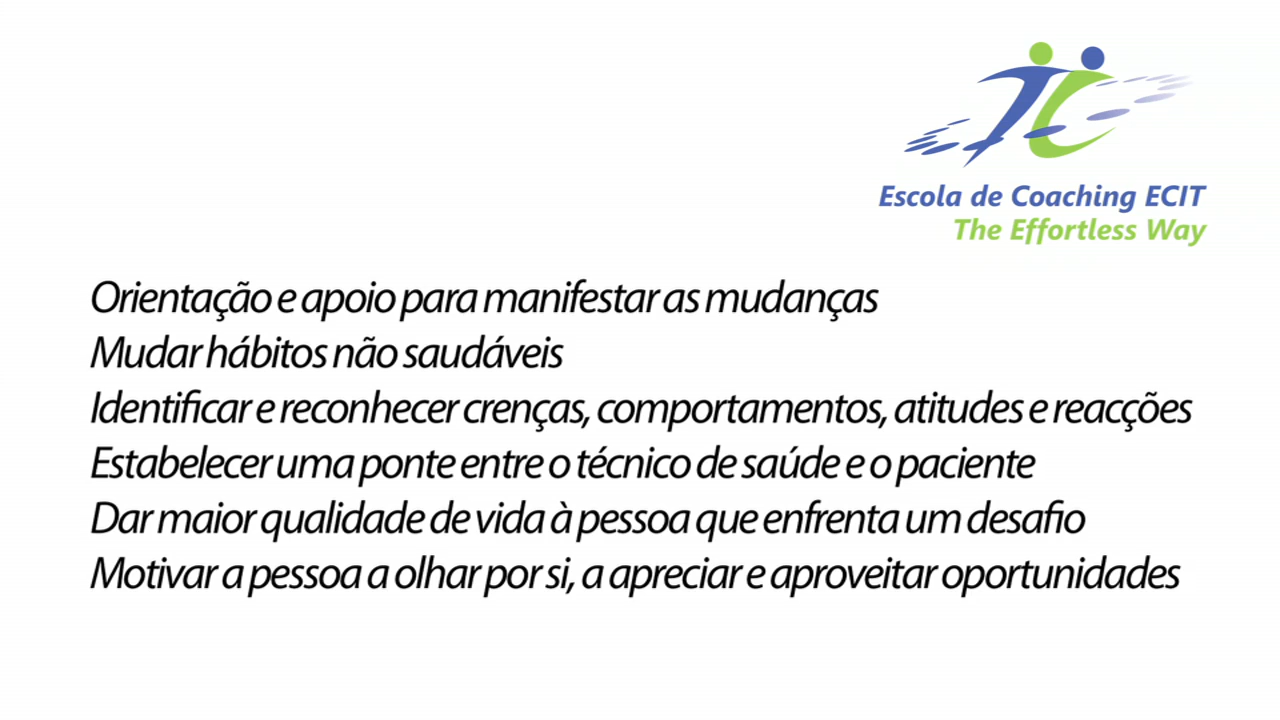 Escola de Coaching ECIT
The Effortless Way
Orientação e apoio para manifestar as mudanças
Mudar hábitos não saudáveis
Identificar e reconhecer crenças, comportamentos, atitudes e reacções
Estabelecer uma ponte entre o técnico de saúde e o paciente
Dar maior qualidade de vida à pessoa que enfrenta um desafio
Motivar a pessoa a olhar por si, a apreciar e aproveitar oportunidades